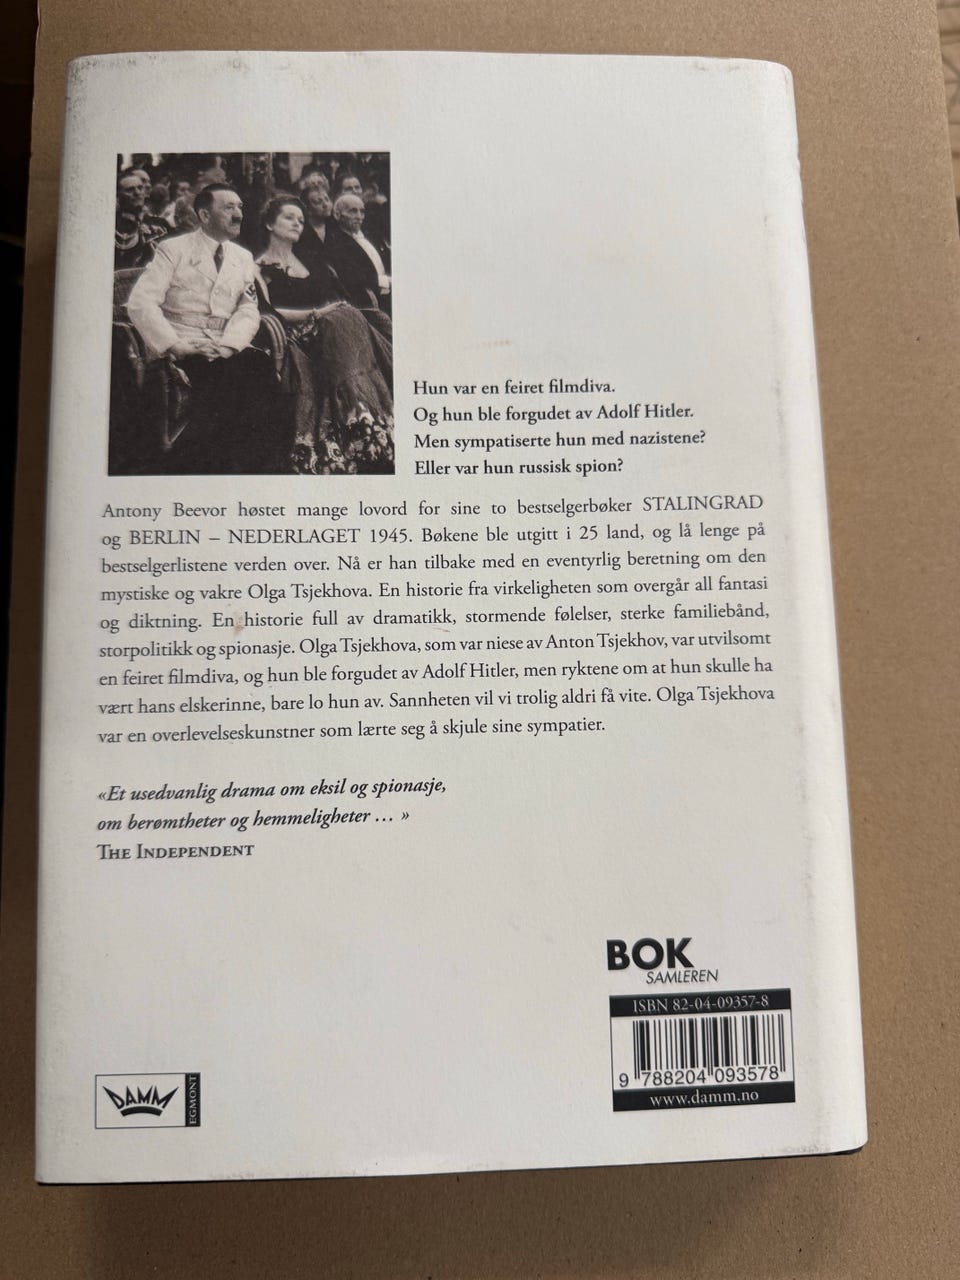 Hun var en feiret filmdiva.
Og hun ble forgudet av Adolf Hitler.
Men sympatiserte hun med nazistene?
Eller var hun russisk spion?
Antony Beevor høstet mange lovord for sine to bestselgerbøker STALINGRAD
og BERLIN – NEDERLAGET 1945. Bøkene ble utgitt i 25 land, og lå lenge på
bestselgerlistene verden over. Nå er han tilbake med en eventyrlig beretning om den
mystiske og vakre Olga Tsjekhova. En historie fra virkeligheten som overgår all fantasi
og diktning. En historie full av dramatikk, stormende følelser, sterke familiebånd,
storpolitikk og spionasje. Olga Tsjekhova, som var niese av Anton Tsjekhov, var utvilsomt
en feiret filmdiva, og hun ble forgudet av Adolf Hitler, men ryktene om at hun skulle ha
vært hans elskerinne, bare lo hun av. Sannheten vil vi trolig aldri få vite. Olga Tsjekhova
var en overlevelseskunstner som lærte seg å skjule sine sympatier.
«Et usedvanlig drama om eksil og spionasje,
om berømtheter og hemmeligheter … »
THE INDEPENDENT
BOK
SAMLEREN
ISBN 82-04-09357-8
9 788204 093578
www.damm.no
DAMM
EGMONT